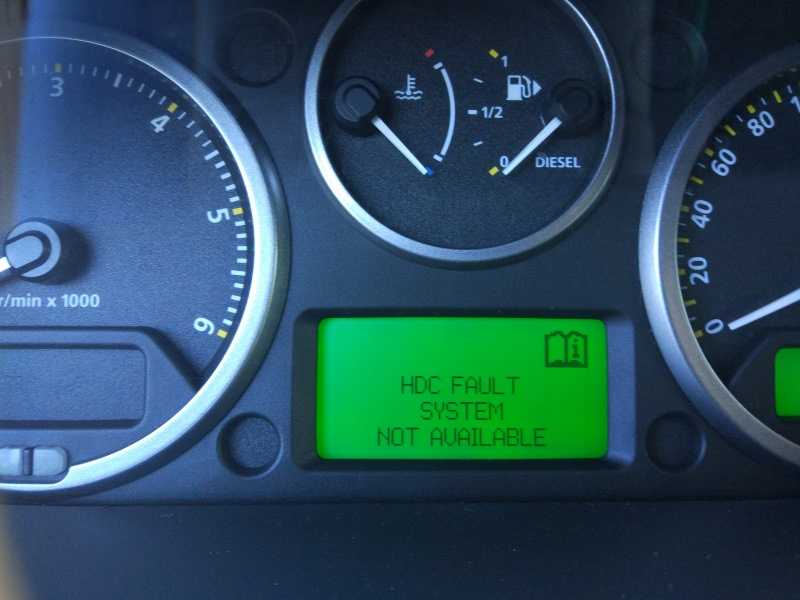 3
4
5
6
r/min x 1000
1
1/2
0
DIESEL
HDC FAULT
SYSTEM
NOT AVAILABLE
80
60
40
20
0